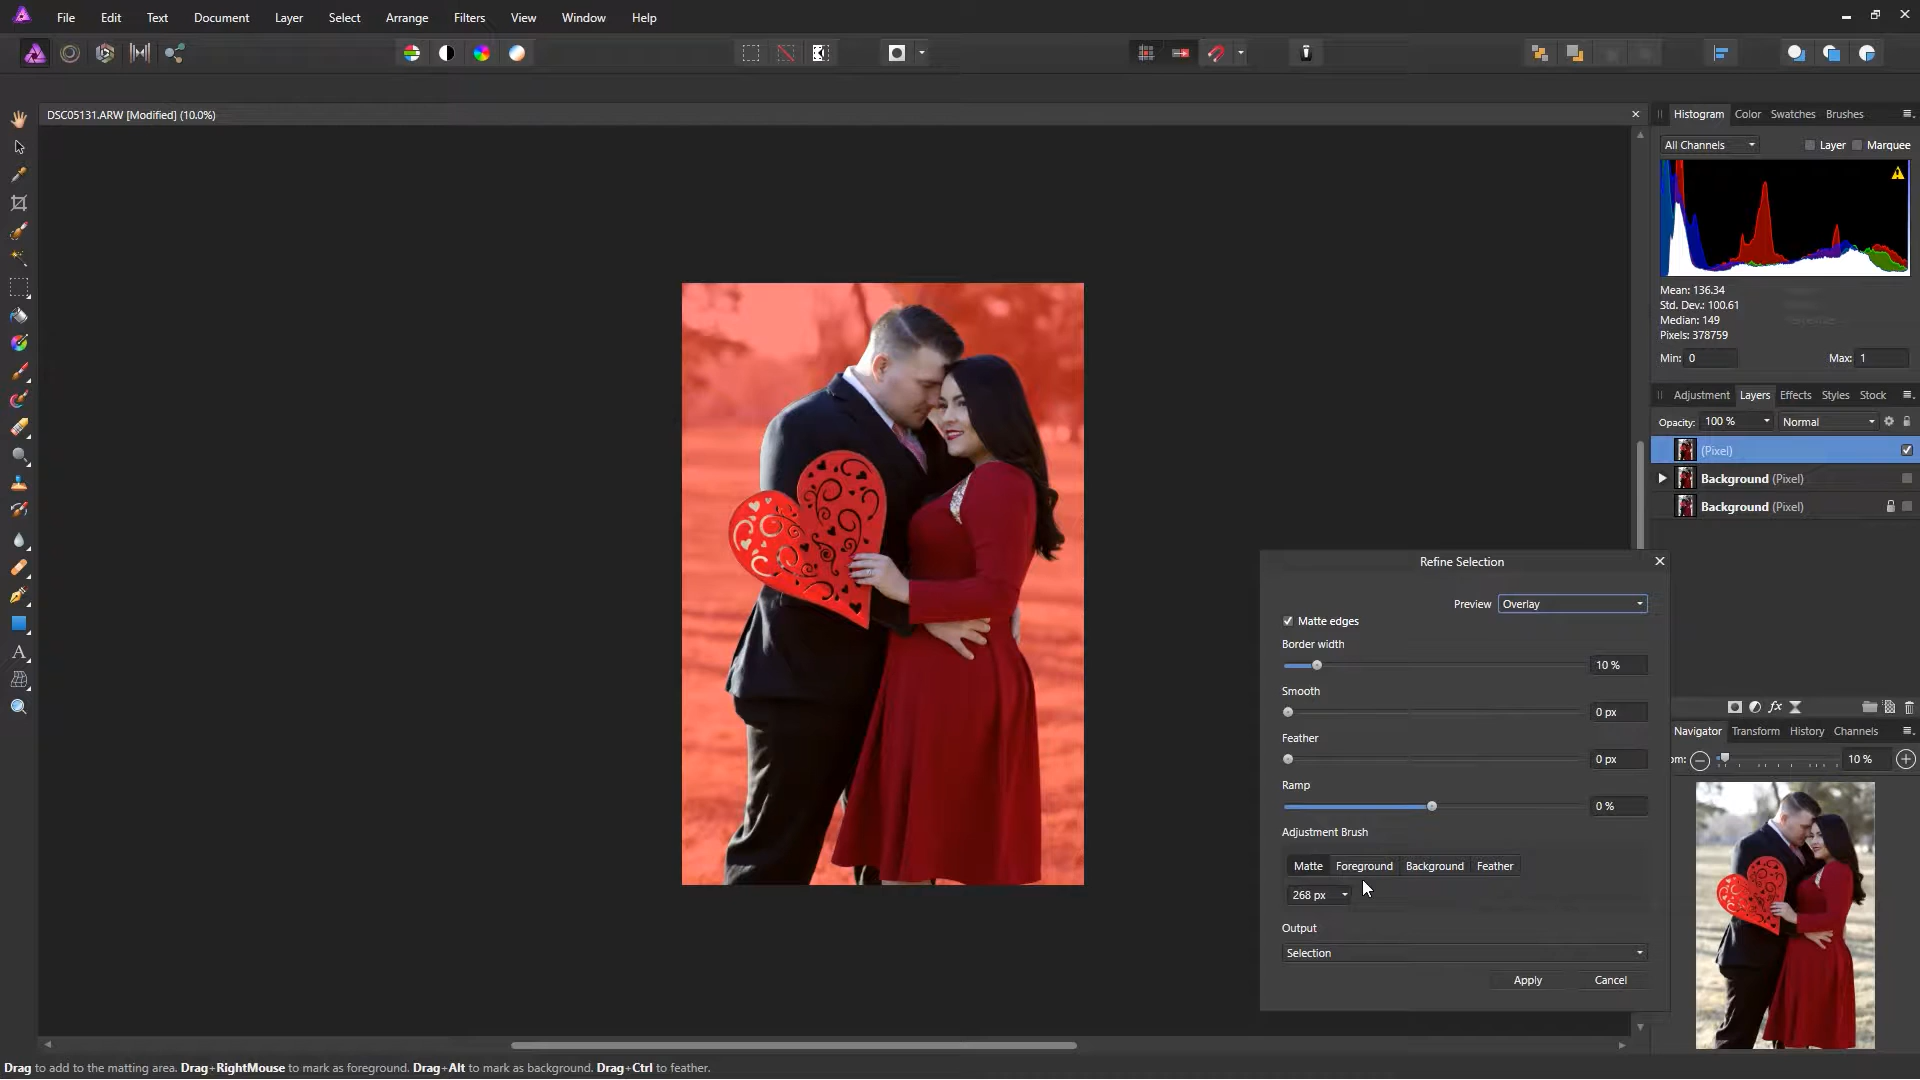 File Edit Text Document Layer Select Arrange Filters View Window Help
DSC05131.ARW [Modified] (10.0%)
Histogram Color Swatches Brushes
All Channels Layer Marquee
Mean: 136.34
Std. Dev.: 100.61
Median: 149
Pixels: 378759
Min: 0 Max: 1
Adjustment Layers Effects Styles Stock
Opacity: 100 % Normal
(Pixel)
Background (Pixel)
Background (Pixel)
Refine Selection
Preview Overlay
Matte edges
Border width
10 %
Smooth
0 px
Feather
0 px
Ramp
0 %
Adjustment Brush
Matte Foreground Background Feather
268 px
Output
Selection
Apply Cancel
fx
Navigator Transform History Channels
om: 10 %
A
Drag to add to the matting area. Drag+RightMouse to mark as foreground. Drag+Alt to mark as background. Drag+Ctrl to feather.